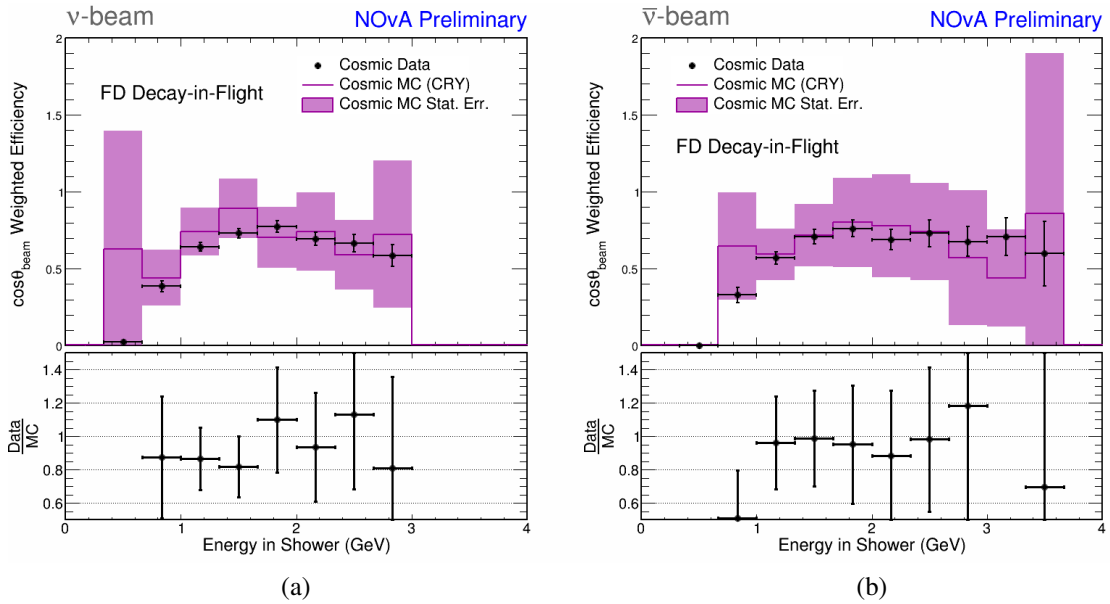 ν-beam NOvA Preliminary
2
1.5
1
0.5
0
cosθbeam Weighted Efficiency
FD Decay-in-Flight
Cosmic Data
Cosmic MC (CRY)
Cosmic MC Stat. Err.
1.4
1.2
1
0.8
0.6
Data
MC
0 1 2 3 4
Energy in Shower (GeV)
(a)
ν̄-beam NOvA Preliminary
2
1.5
1
0.5
0
cosθbeam Weighted Efficiency
Cosmic Data
Cosmic MC (CRY)
Cosmic MC Stat. Err.
FD Decay-in-Flight
1.4
1.2
1
0.8
0.6
Data
MC
0 1 2 3 4
Energy in Shower (GeV)
(b)